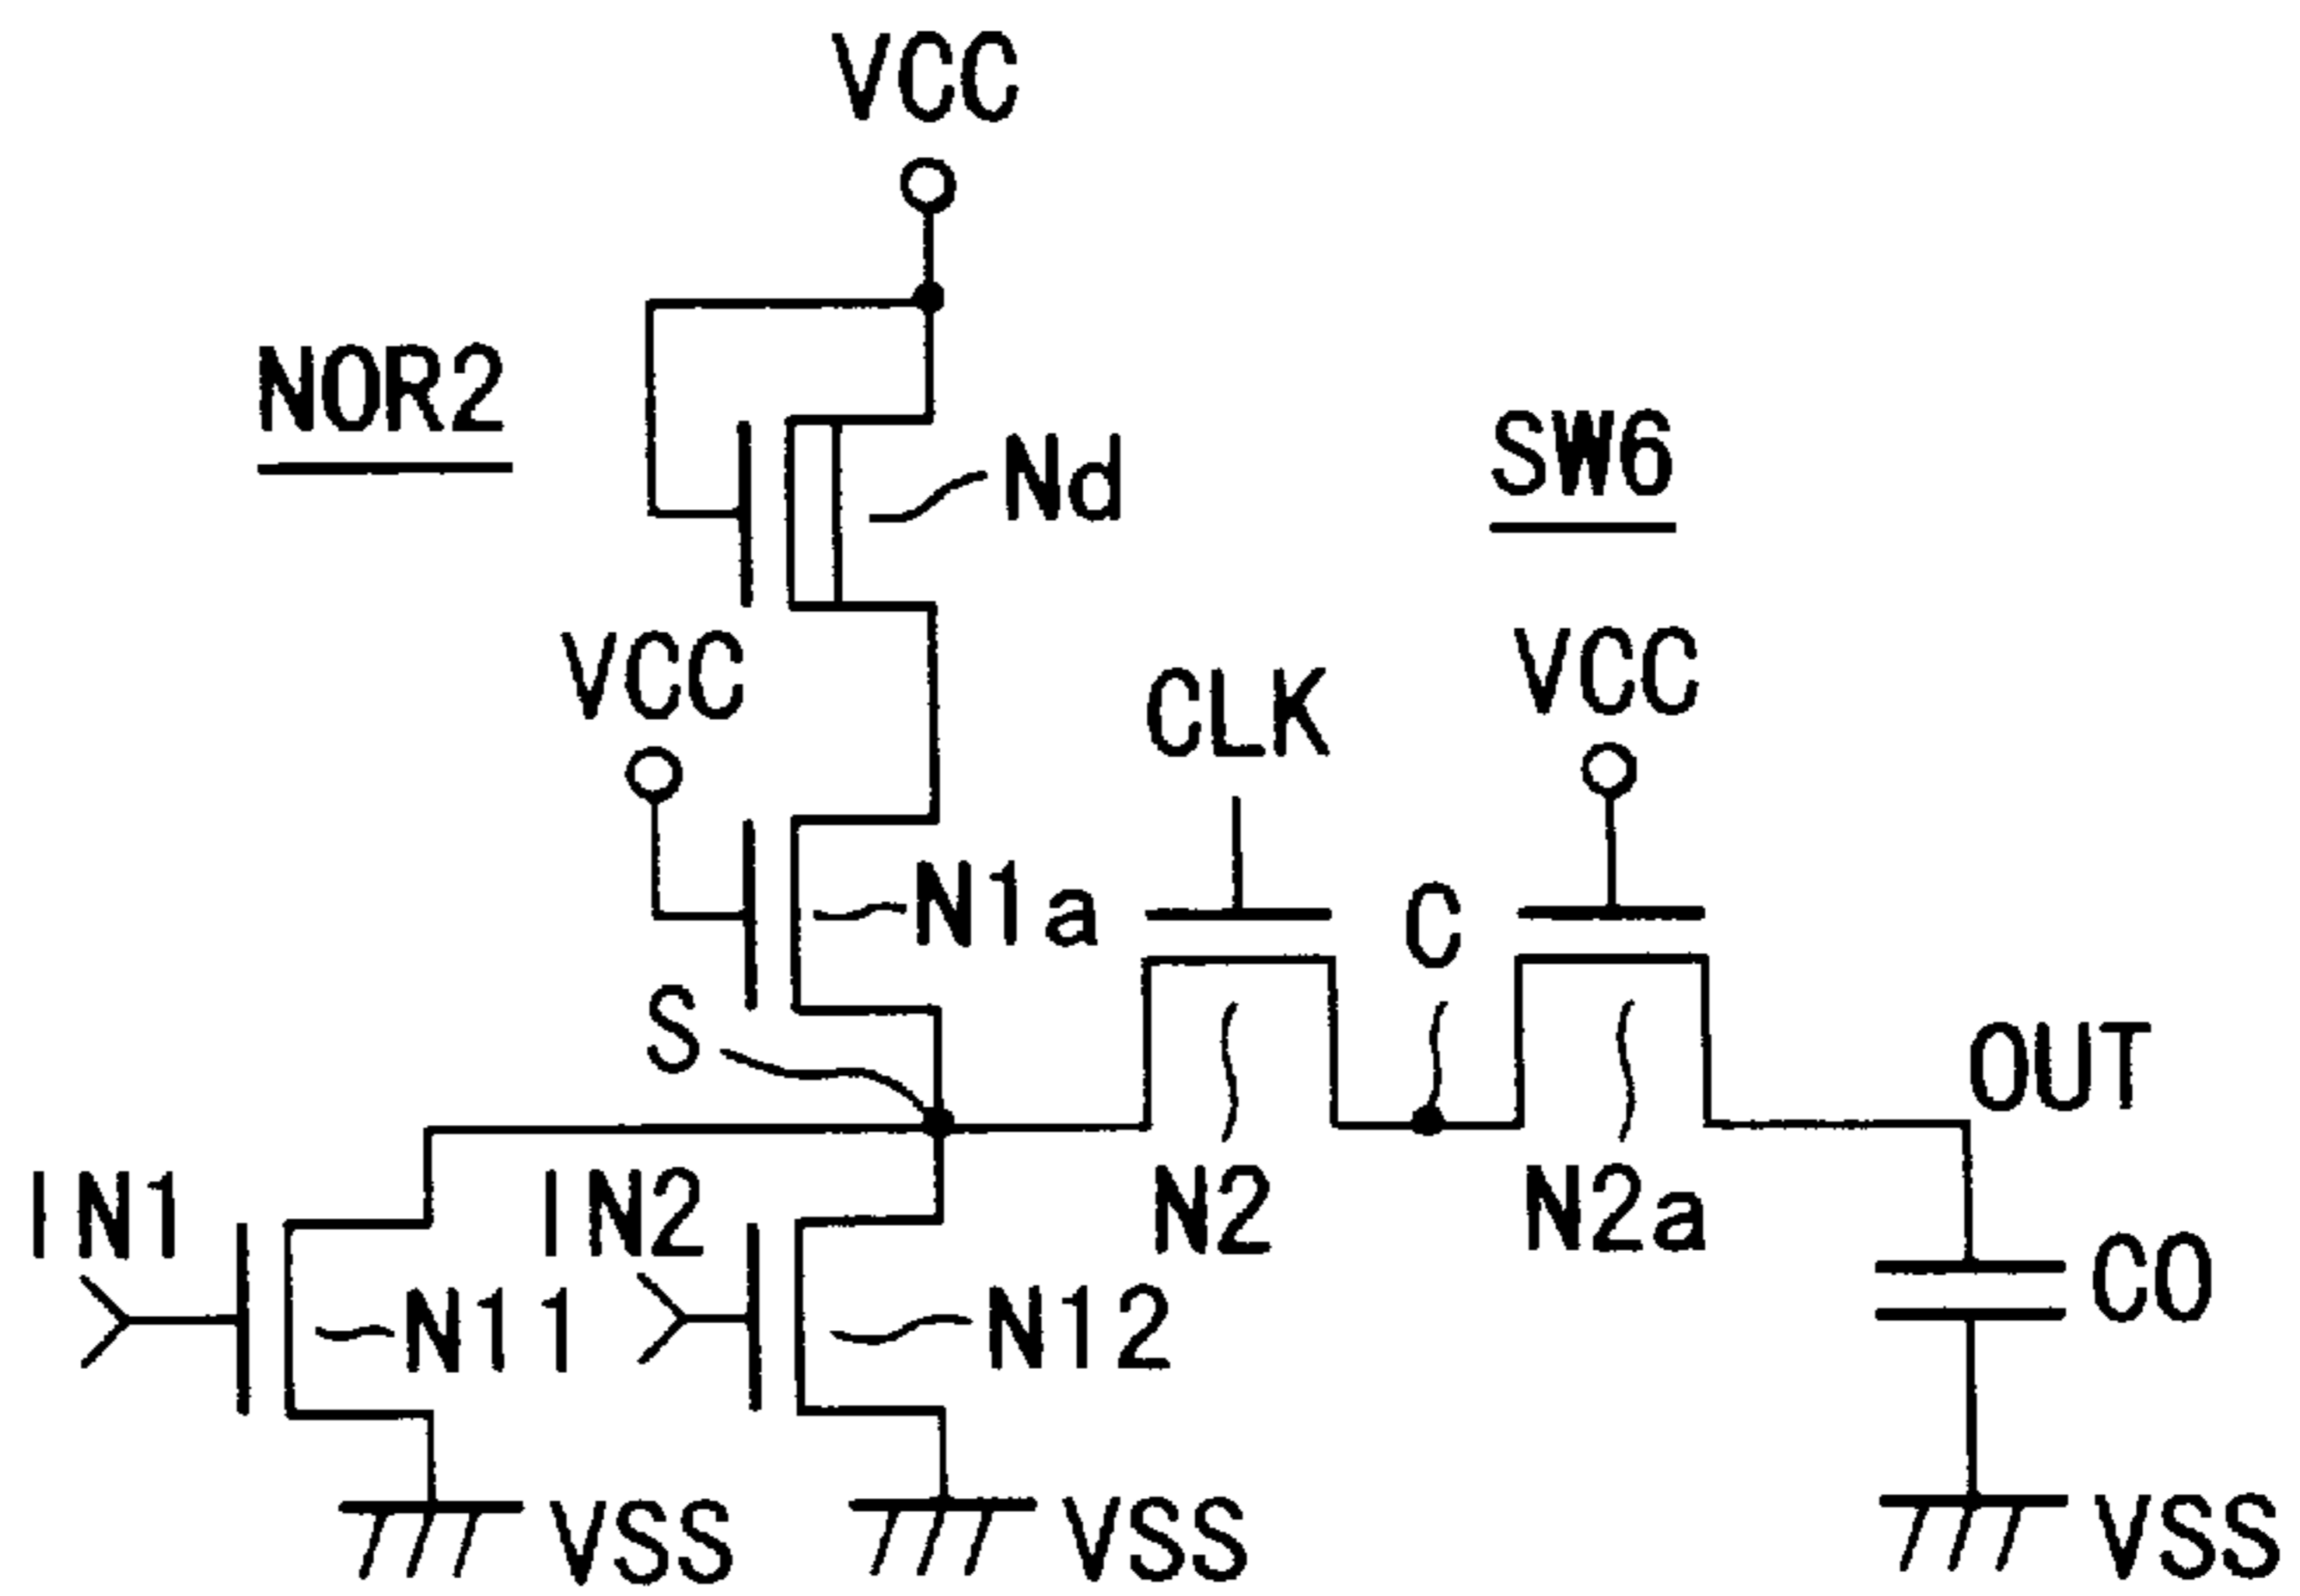 VCC
NOR2
Nd
SW6
VCC
CLK
VCC
N1a
C
S
OUT
IN1
IN2
N2
N2a
CO
N11
N12
VSS
VSS
VSS